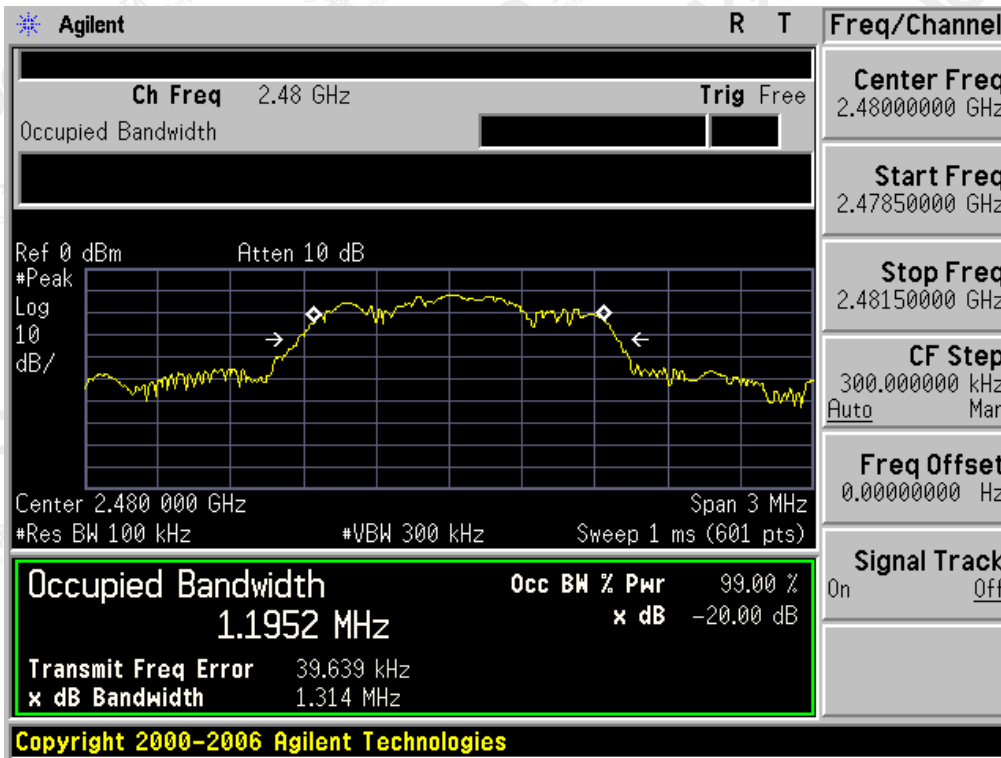 Agilent R T
Ch Freq 2.48 GHz Trig Free
Occupied Bandwidth
Ref 0 dBm Atten 10 dB
#Peak
Log
10
dB/
Center 2.480 000 GHz Span 3 MHz
#Res BW 100 kHz #VBW 300 kHz Sweep 1 ms (601 pts)
Occupied Bandwidth
1.1952 MHz
Occ BW % Pwr 99.00 %
x dB -20.00 dB
Transmit Freq Error 39.639 kHz
x dB Bandwidth 1.314 MHz
Copyright 2000-2006 Agilent Technologies
Freq/Channel
Center Freq
2.48000000 GHz
Start Freq
2.47850000 GHz
Stop Freq
2.48150000 GHz
CF Step
300.000000 kHz
Auto Man
Freq Offset
0.00000000 Hz
Signal Track
On Off